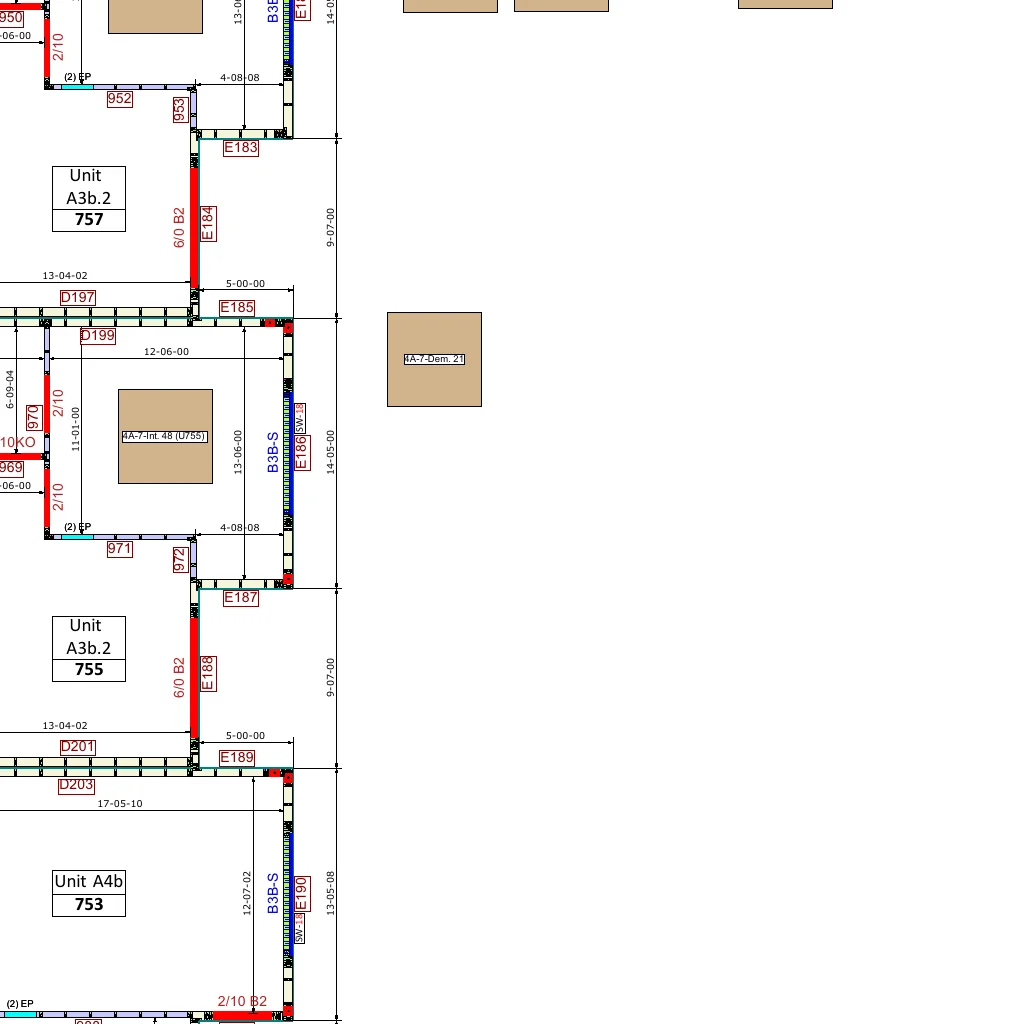 950
-06-00
2/10
(2) EP
952
953
13-0
B3B
E18
14-0
4-08-08
E183
Unit
A3b.2
757
6/0 B2
E184
9-07-00
13-04-02
5-00-00
D197
E185
D199
12-06-00
6-09-04
970
2/10
11-01-00
4A-7-Int. 48 (U755)
13-06-00
B3B-S
SW-18
E186
14-05-00
4A-7-Dem. 21
10KO
969
-06-00
2/10
(2) EP
971
972
4-08-08
E187
Unit
A3b.2
755
6/0 B2
E188
9-07-00
13-04-02
5-00-00
D201
E189
D203
17-05-10
Unit A4b
753
12-07-02
B3B-S
E190
SW-18
13-05-08
(2) EP
2/10 B2